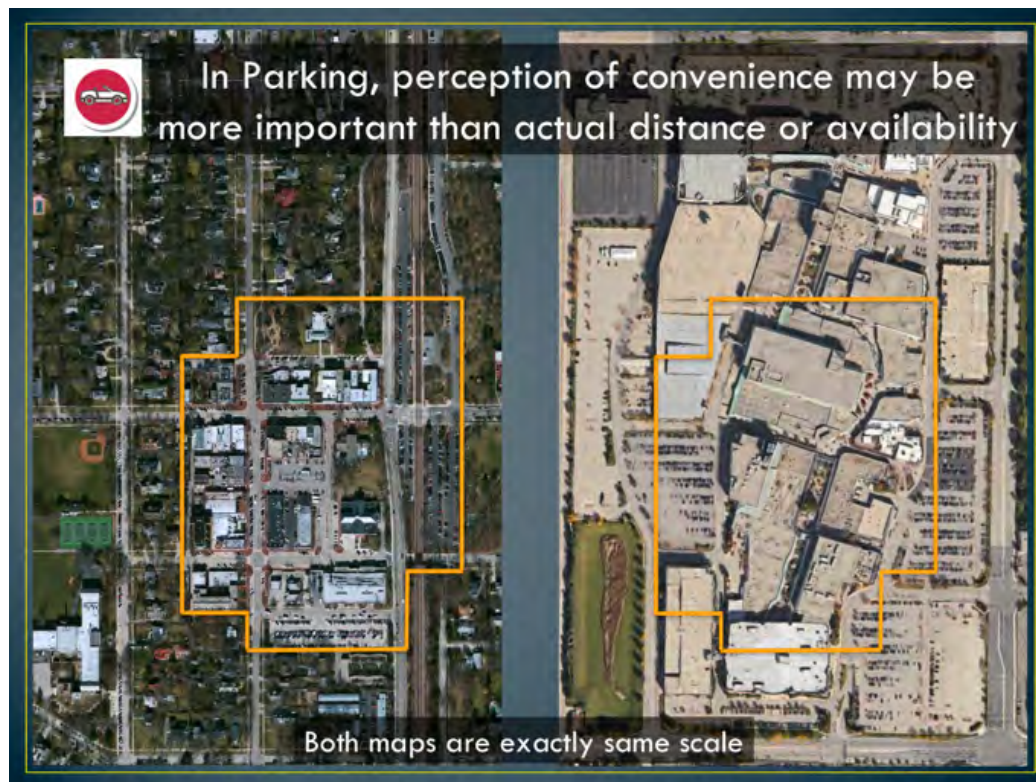 In Parking, perception of convenience may be
more important than actual distance or availability
Both maps are exactly same scale